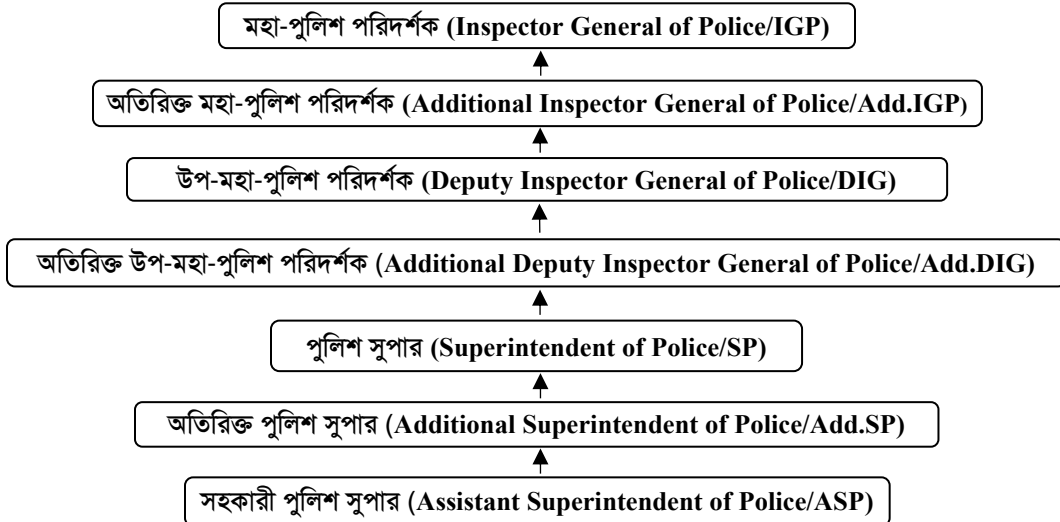 মহা-পুলিশ পরিদর্শক (Inspector General of Police/IGP)
অতিরিক্ত মহা-পুলিশ পরিদর্শক (Additional Inspector General of Police/Add.IGP)
উপ-মহা-পুলিশ পরিদর্শক (Deputy Inspector General of Police/DIG)
অতিরিক্ত উপ-মহা-পুলিশ পরিদর্শক (Additional Deputy Inspector General of Police/Add.DIG)
পুলিশ সুপার (Superintendent of Police/SP)
অতিরিক্ত পুলিশ সুপার (Additional Superintendent of Police/Add.SP)
সহকারী পুলিশ সুপার (Assistant Superintendent of Police/ASP)